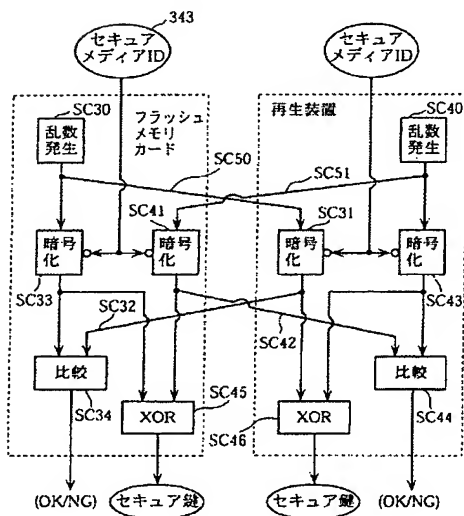 343
セキュア
メディアID
セキュア
メディアID
SC30
乱数
発生
フラッシュ
メモリ
カード
SC50
再生装置
SC40
乱数
発生
SC51
SC41
SC31
暗号
化
暗号
化
暗号
化
暗号
化
SC33
SC32
SC42
SC43
比較
SC34
XOR
SC45
SC46
XOR
比較
SC44
(OK/NG)
セキュア鍵
セキュア鍵
(OK/NG)